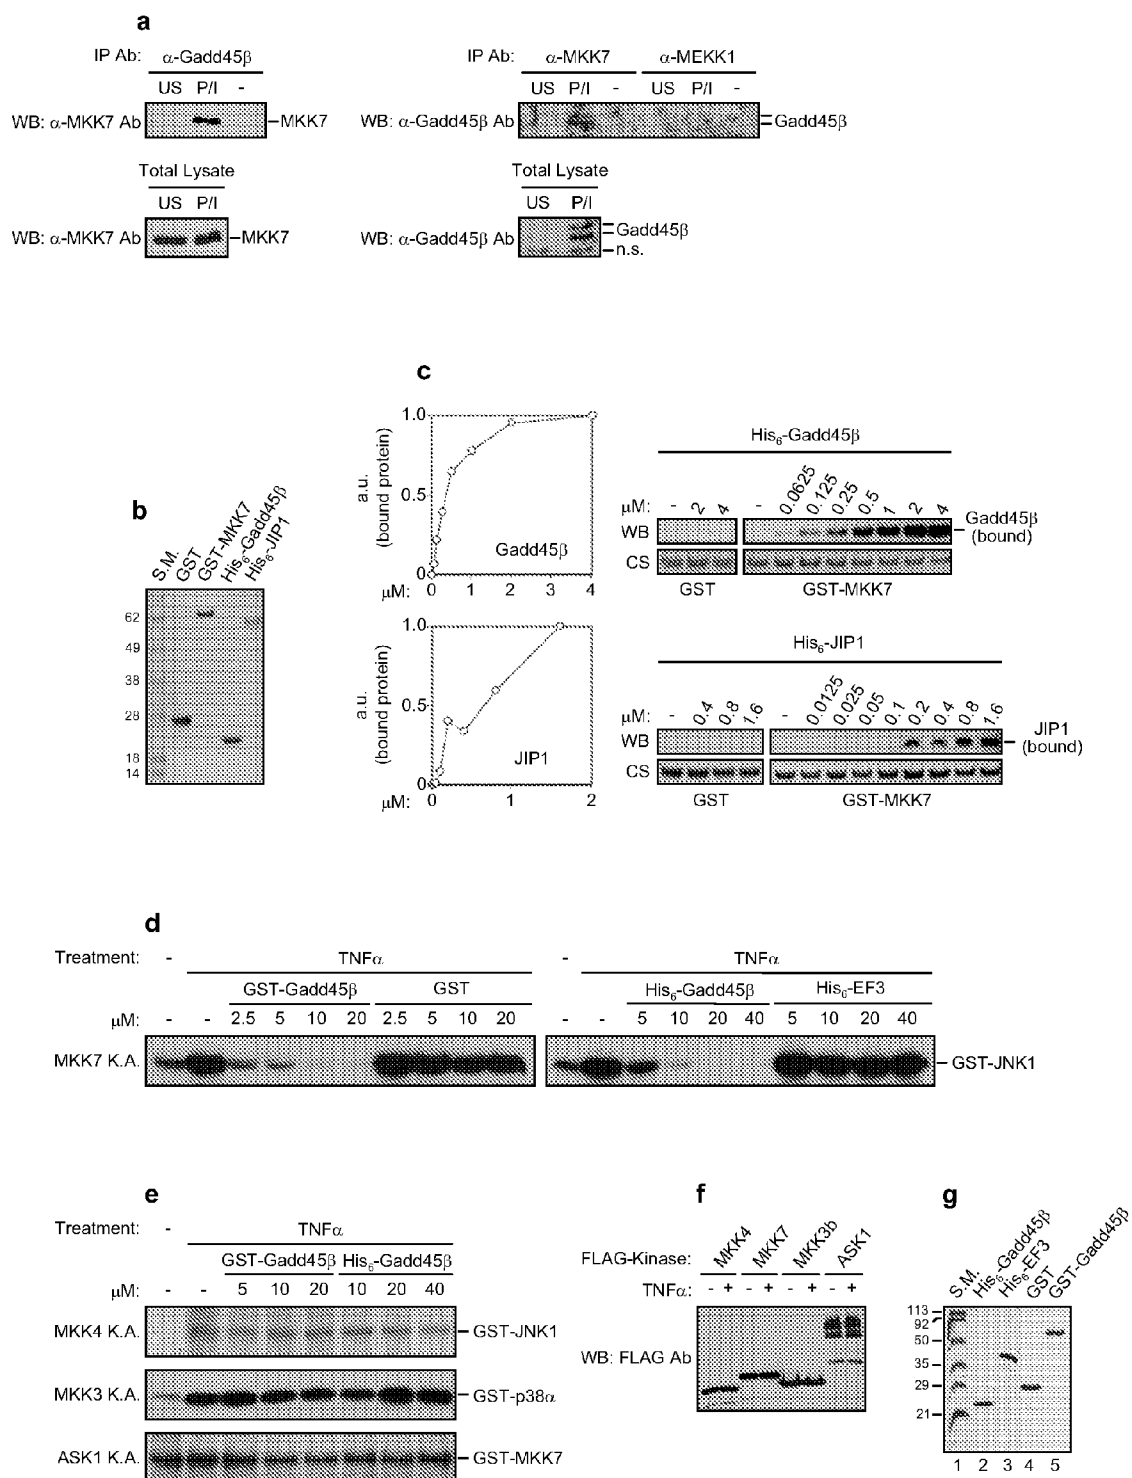 a
IP Ab: α-Gadd45β
US P/I -
WB: α-MKK7 Ab MKK7
Total Lysate
US P/I
WB: α-MKK7 Ab MKK7
IP Ab: α-MKK7 α-MEKK1
US P/I - US P/I -
WB: α-Gadd45β Ab Gadd45β
Total Lysate
US P/I
WB: α-Gadd45β Ab Gadd45β
n.s.
b
S.M. GST GST-MKK7 His₆-Gadd45β His₆-JIP1
62
49
38
28
18
14
c
a.u.
(bound protein)
1.0
0.5
0
Gadd45β
μM: 0 1 2 3 4
His₆-Gadd45β
μM: - 2 4 - 0.0625 0.125 0.25 0.5 1 2 4
WB Gadd45β
(bound)
CS
GST GST-MKK7
a.u.
(bound protein)
1.0
0.5
0
JIP1
μM: 0 1 2
His₆-JIP1
μM: - 0.4 0.8 1.6 - 0.0125 0.025 0.05 0.1 0.2 0.4 0.8 1.6
WB JIP1
(bound)
CS
GST GST-MKK7
d
Treatment: - TNFα - TNFα
GST-Gadd45β GST His₆-Gadd45β His₆-EF3
μM: - - 2.5 5 10 20 2.5 5 10 20 - - 5 10 20 40 5 10 20 40
MKK7 K.A. GST-JNK1
e
Treatment: - TNFα
GST-Gadd45β His₆-Gadd45β
μM: - - 5 10 20 10 20 40
MKK4 K.A. GST-JNK1
MKK3 K.A. GST-p38α
ASK1 K.A. GST-MKK7
f
FLAG-Kinase: MKK4 MKK7 MKK3b ASK1
TNFα: - + - + - + - +
WB: FLAG Ab
g
S.M. His₆-Gadd45β His₆-EF3 GST GST-Gadd45β
113
92
50
35
29
21
1 2 3 4 5